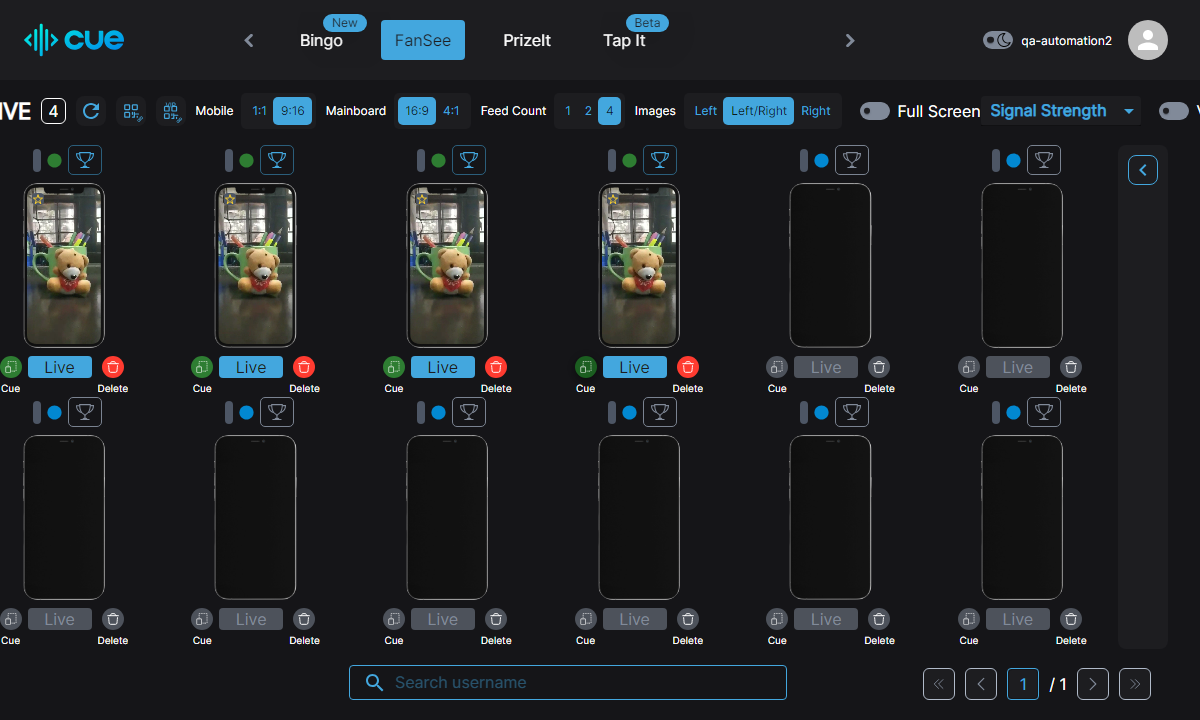 cue
New
Bingo
FanSee
PrizeIt
Beta
Tap It
qa-automation2
IVE 4
Mobile 1:1 9:16
Mainboard 16:9 4:1
Feed Count 1 2 4
Images Left Left/Right Right
Full Screen
Signal Strength
V
Live Live Live Live Live Live
Cue Delete Cue Delete Cue Delete Cue Delete Cue Delete Cue Delete
Live Live Live Live Live Live
Cue Delete Cue Delete Cue Delete Cue Delete Cue Delete Cue Delete
Search username
1 / 1